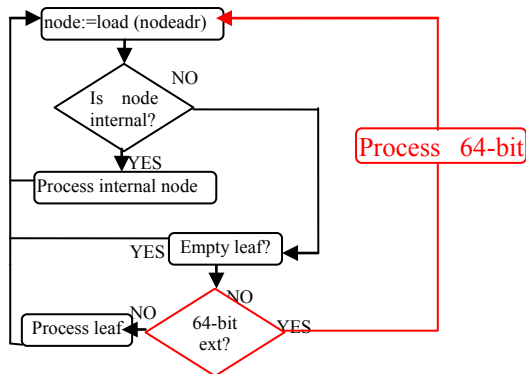 node:=load (nodeadr)
NO
Is node
internal?
YES
Process 64-bit
Process internal node
YES
Empty leaf?
NO
NO
Process leaf
64-bit
ext?
YES